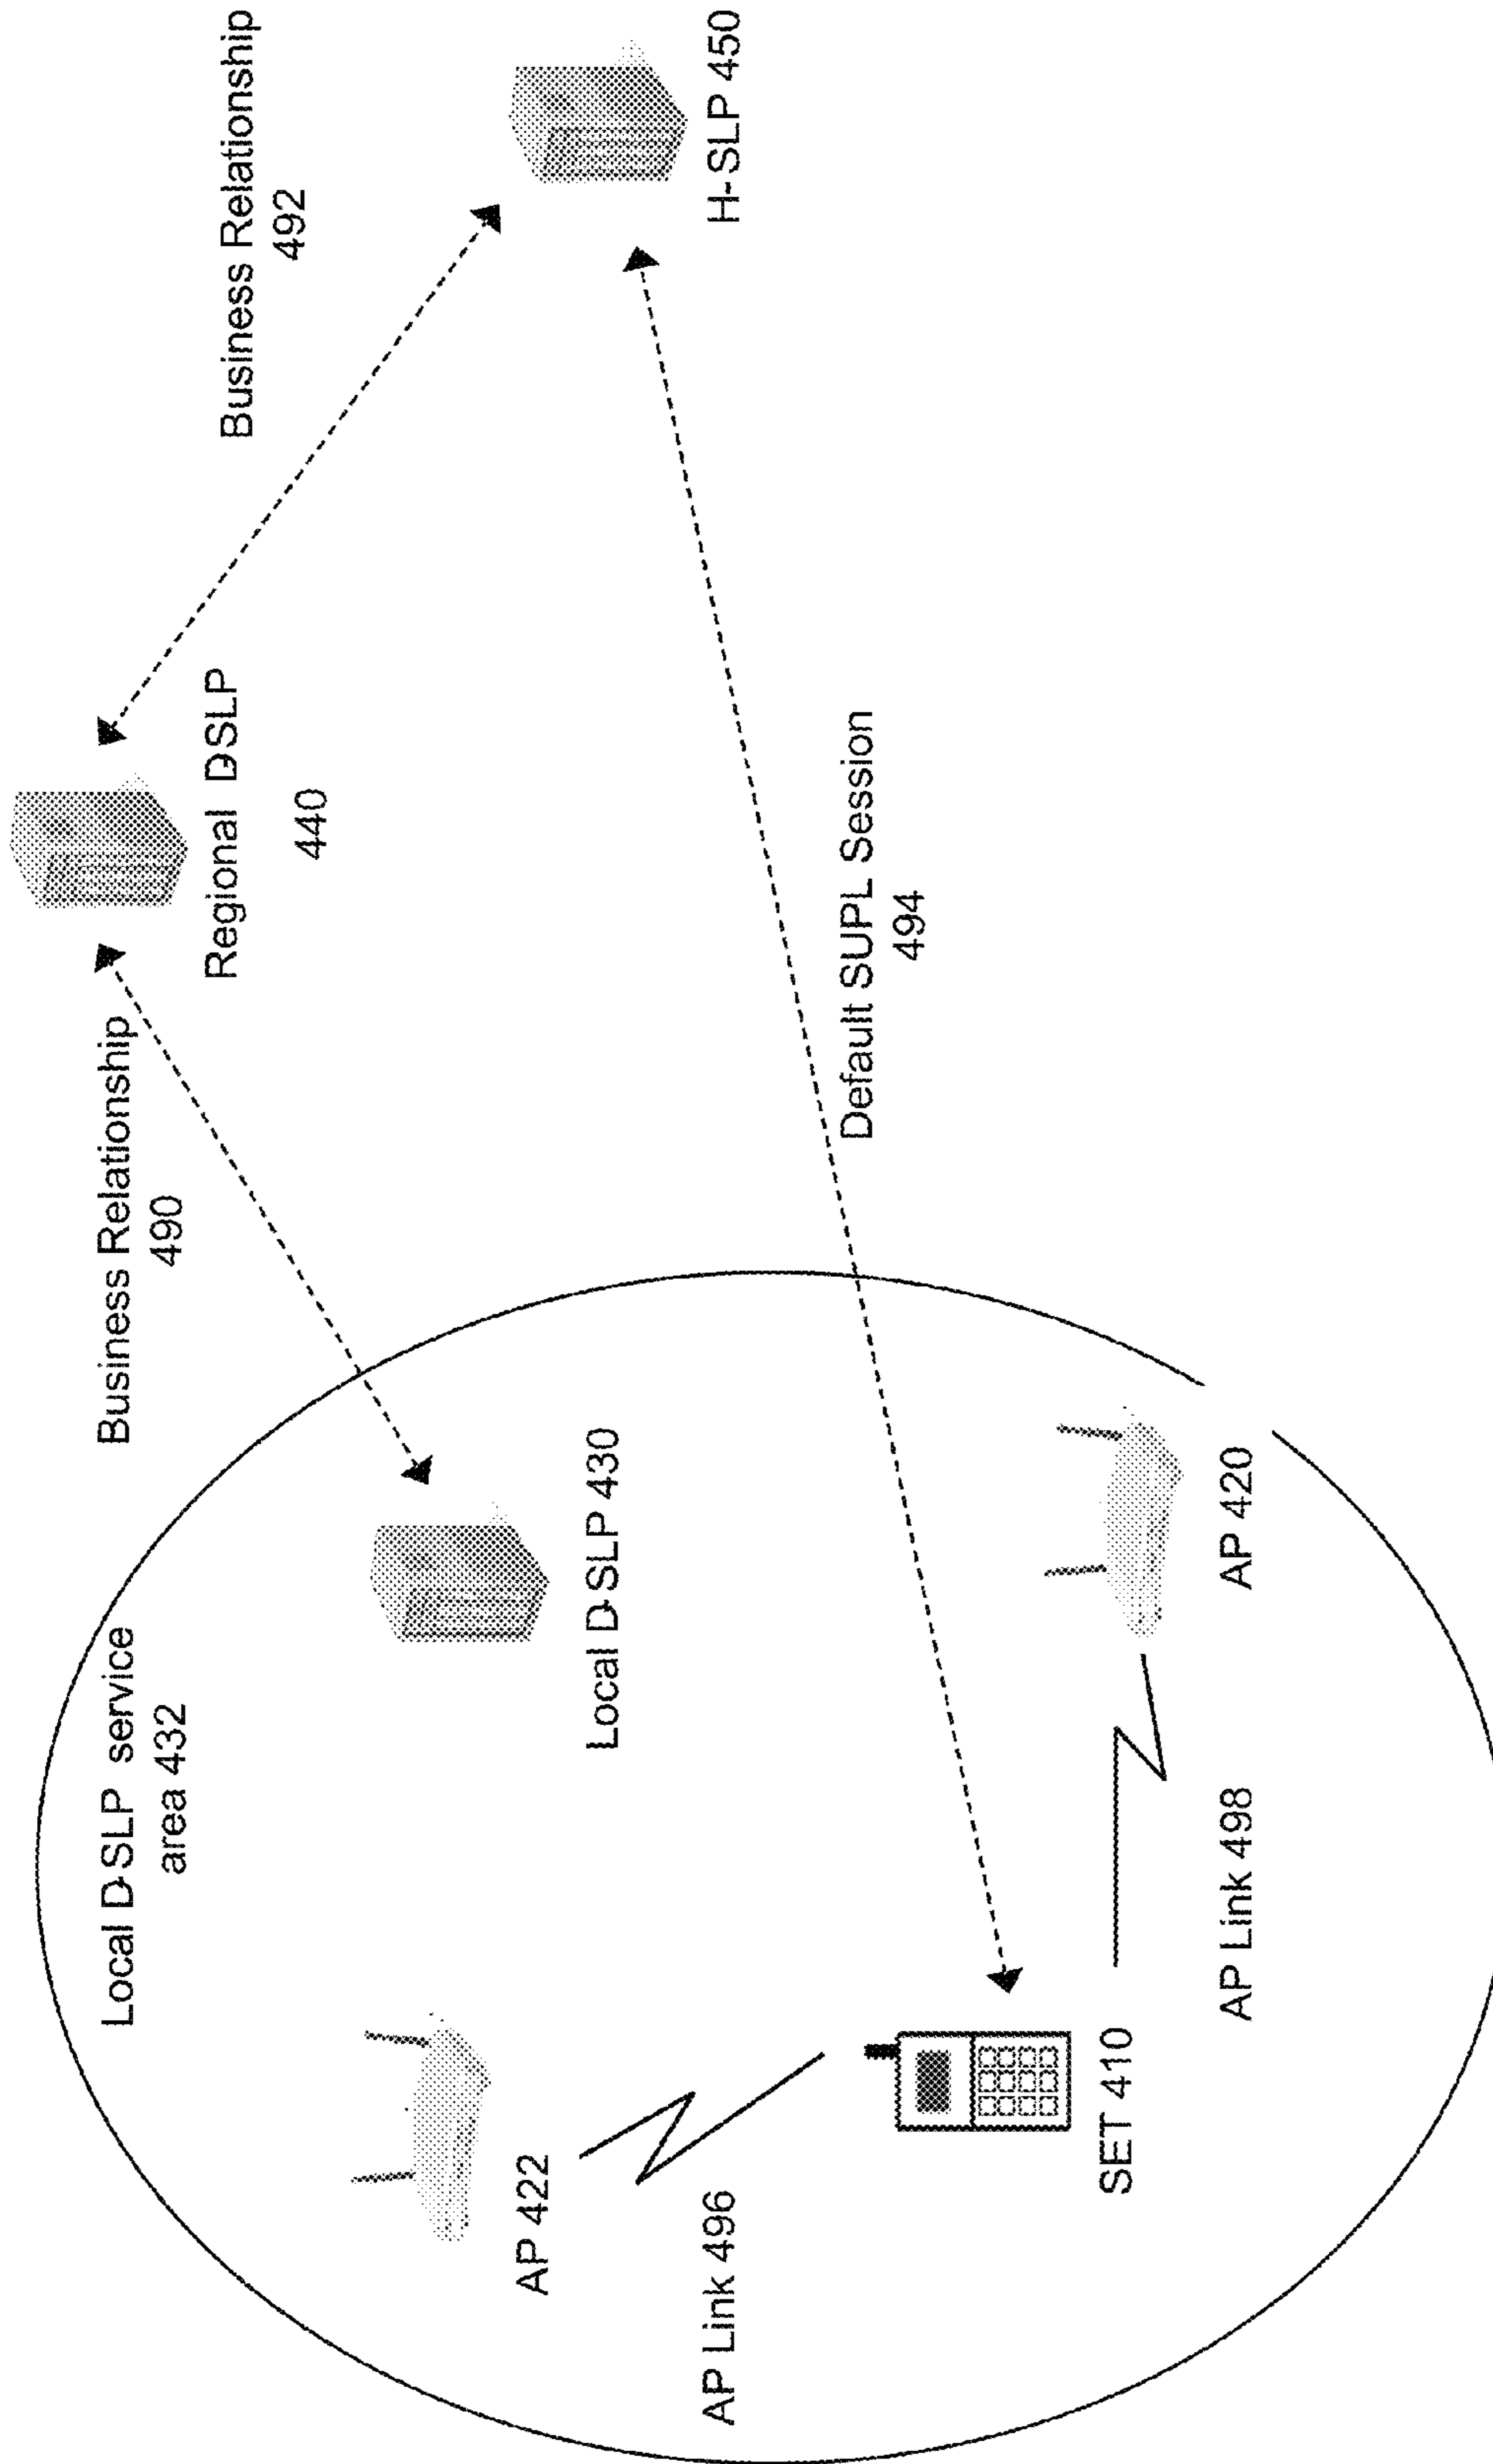 Local D-SLP service
area 432
Business Relationship
490
Regional DSLP
440
Business Relationship
492
H-SLP 450
Local D-SLP 430
AP 422
AP Link 496
Default SUPL Session
494
SET 410
AP Link 498
AP 420